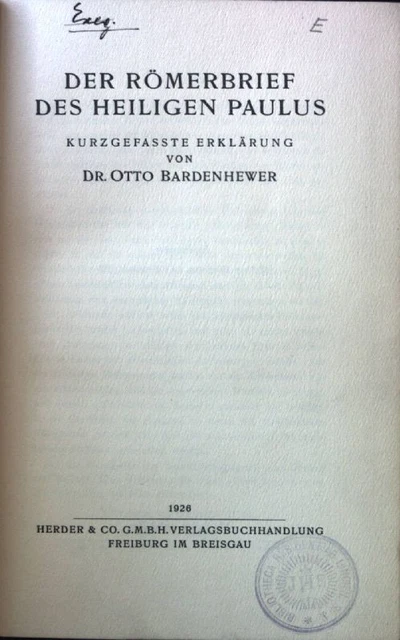 Exeg.
E
DER RÖMERBRIEF
DES HEILIGEN PAULUS
KURZGEFASSTE ERKLÄRUNG
VON
DR. OTTO BARDENHEWER
1926
HERDER & CO. G.M.B.H. VERLAGSBUCHHANDLUNG
FREIBURG IM BREISGAU
IHS